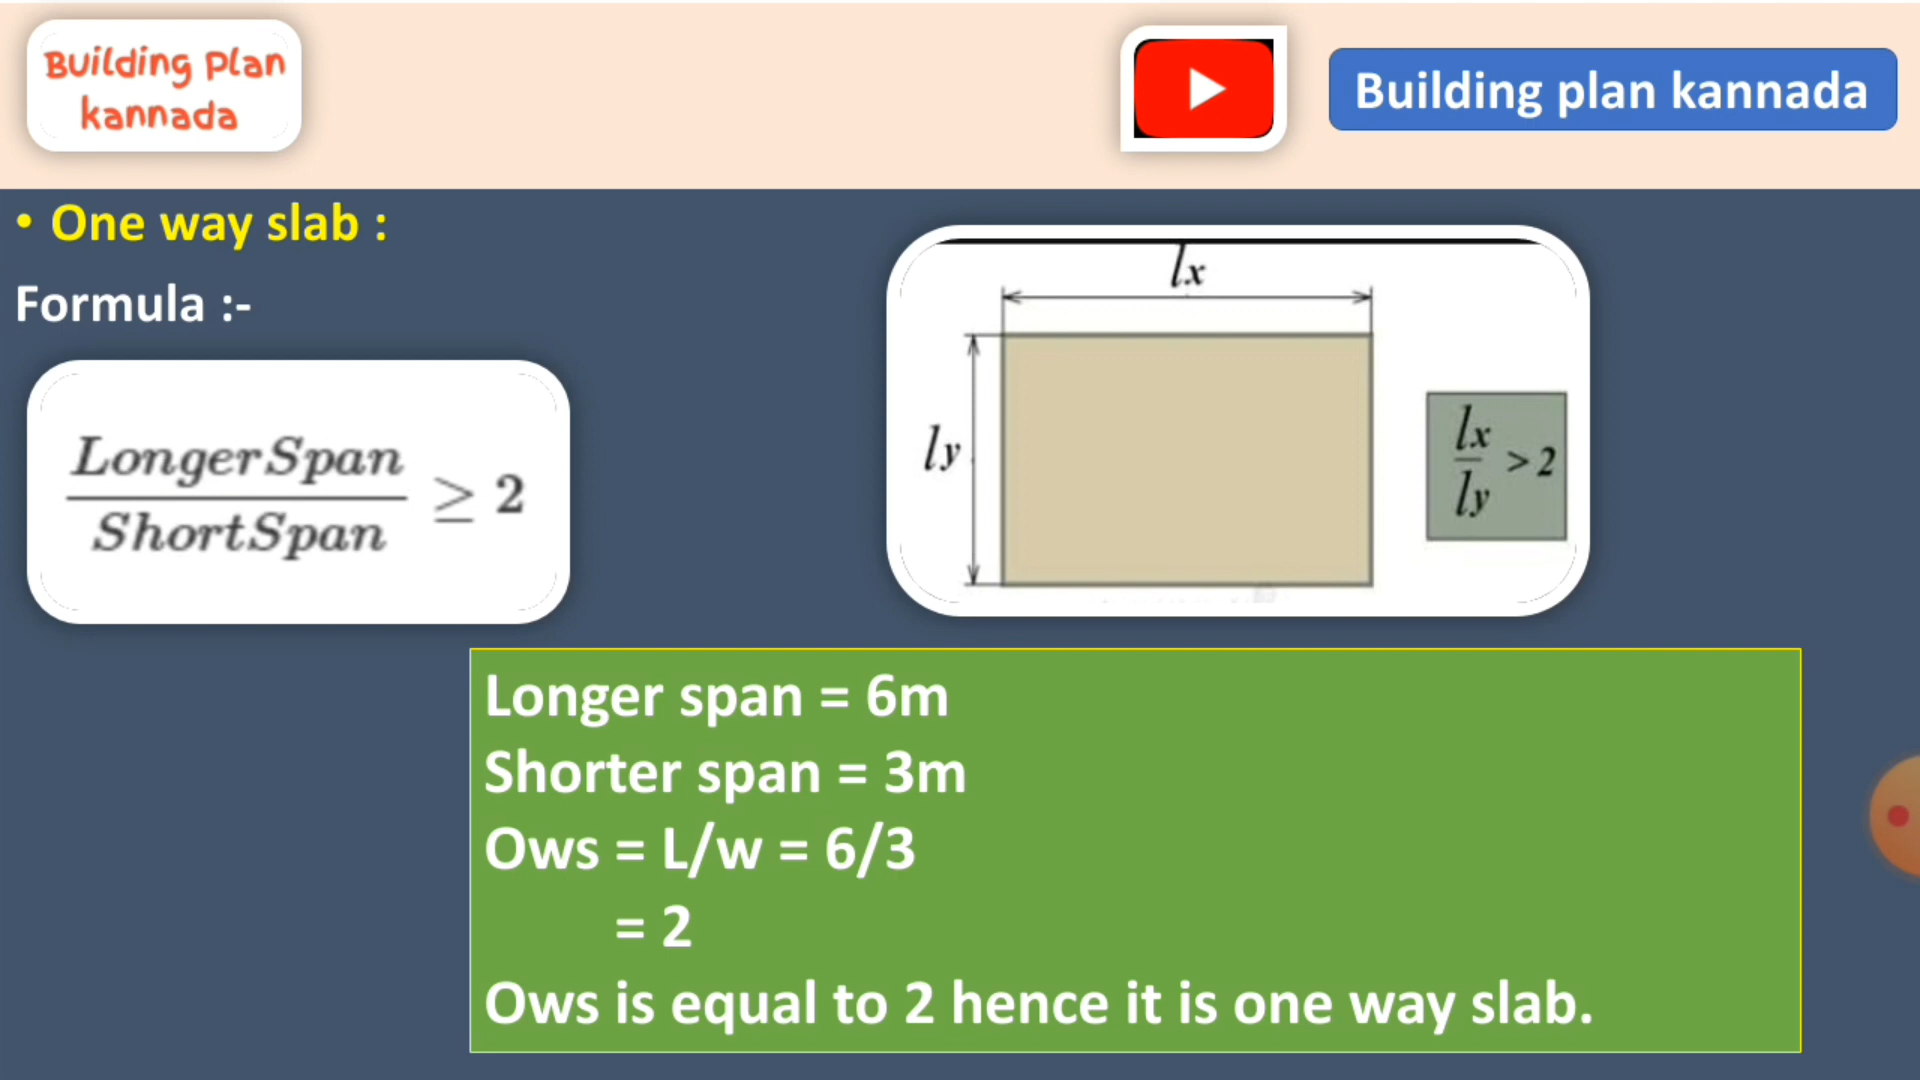 Building Plan
kannada
Building plan kannada
• One way slab :
Formula :-
LongerSpan
ShortSpan
≥ 2
lx
ly
lx
ly
> 2
Longer span = 6m
Shorter span = 3m
Ows = L/w = 6/3
= 2
Ows is equal to 2 hence it is one way slab.